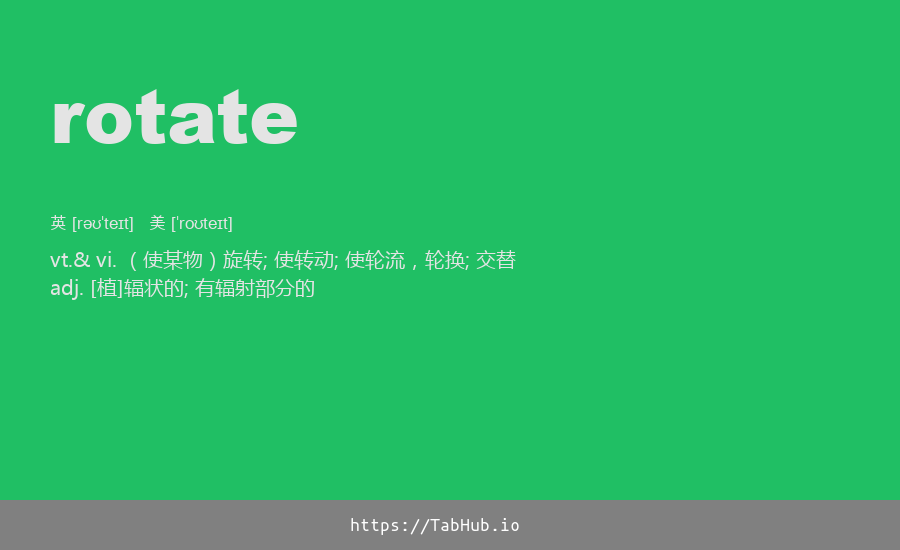 rotate
英 [rəʊ'teɪt] 美 ['roʊteɪt]
vt.& vi. （使某物）旋转; 使转动; 使轮流，轮换; 交替
adj. [植]辐状的; 有辐射部分的
https://TabHub.io